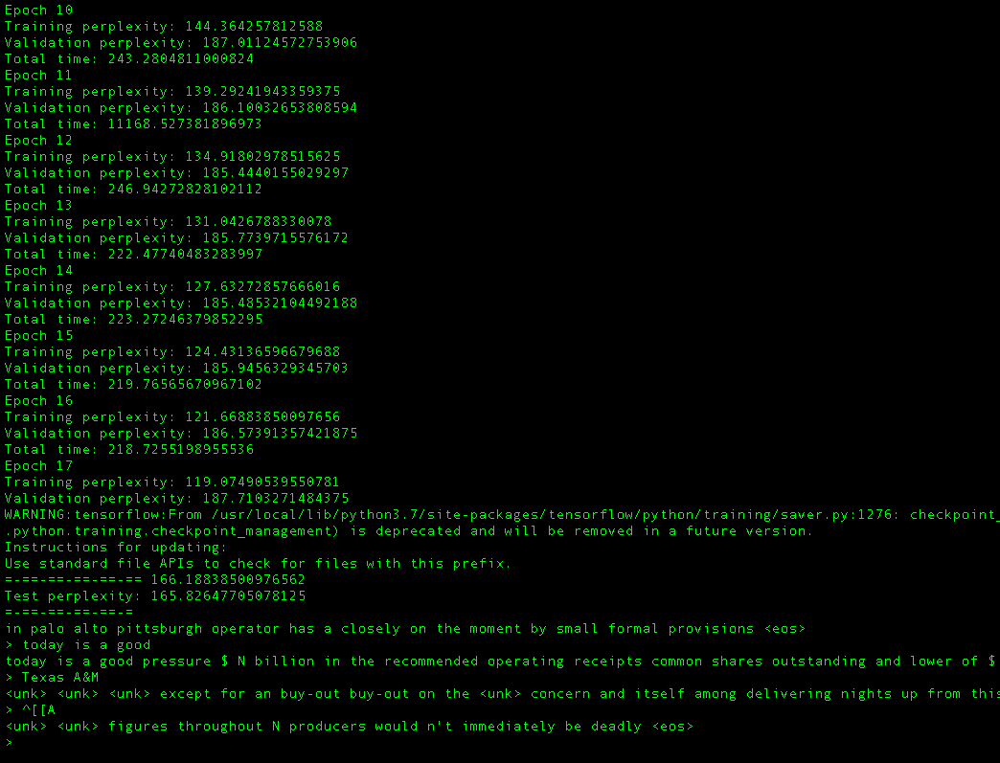 Epoch 10
Training perplexity: 144.364257812588
Validation perplexity: 187.01124572753906
Total time: 243.2804811000824
Epoch 11
Training perplexity: 139.29241943359375
Validation perplexity: 186.10032653808594
Total time: 11168.527381896973
Epoch 12
Training perplexity: 134.91802978515625
Validation perplexity: 185.4440155029297
Total time: 246.94272828102112
Epoch 13
Training perplexity: 131.0426788330078
Validation perplexity: 185.7739715576172
Total time: 222.47740483283997
Epoch 14
Training perplexity: 127.63272857666016
Validation perplexity: 185.48532104492188
Total time: 223.27246379852295
Epoch 15
Training perplexity: 124.43136596679688
Validation perplexity: 185.9456329345703
Total time: 219.76565670967102
Epoch 16
Training perplexity: 121.66883850097656
Validation perplexity: 186.57391357421875
Total time: 218.7255198955536
Epoch 17
Training perplexity: 119.07490539550781
Validation perplexity: 187.7103271484375
WARNING:tensorflow:From /usr/local/lib/python3.7/site-packages/tensorflow/python/training/saver.py:1276: checkpoint_
.python.training.checkpoint_management) is deprecated and will be removed in a future version.
Instructions for updating:
Use standard file APIs to check for files with this prefix.
=-==-==-==-==-== 166.18838500976562
Test perplexity: 165.82647705078125
=-==-==-==-==-=
in palo alto pittsburgh operator has a closely on the moment by small formal provisions <eos>
> today is a good
today is a good pressure $ N billion in the recommended operating receipts common shares outstanding and lower of $
> Texas A&M
<unk> <unk> <unk> except for an buy-out buy-out on the <unk> concern and itself among delivering nights up from this
> ^[[A
<unk> <unk> figures throughout N producers would n't immediately be deadly <eos>
>